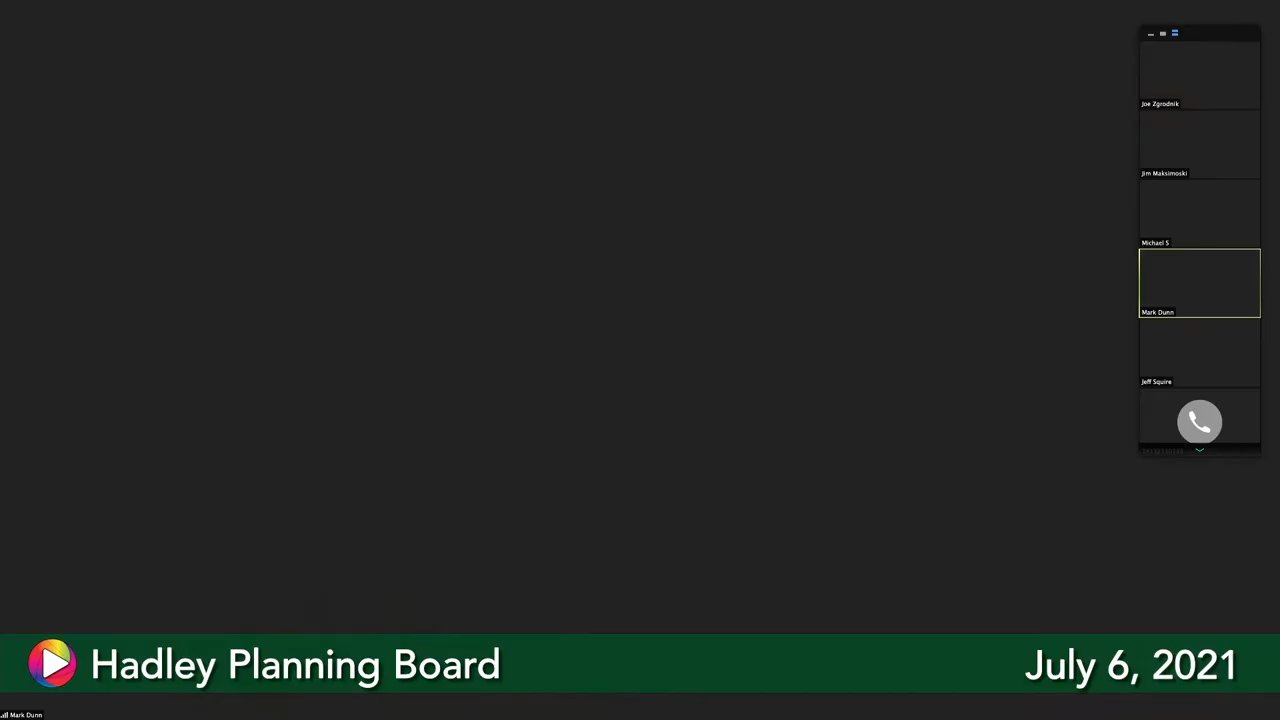 Joe Zgrodnik
Jim Maksimoski
Michael S
Mark Dunn
Jeff Squire
Hadley Planning Board
July 6, 2021
Mark Dunn